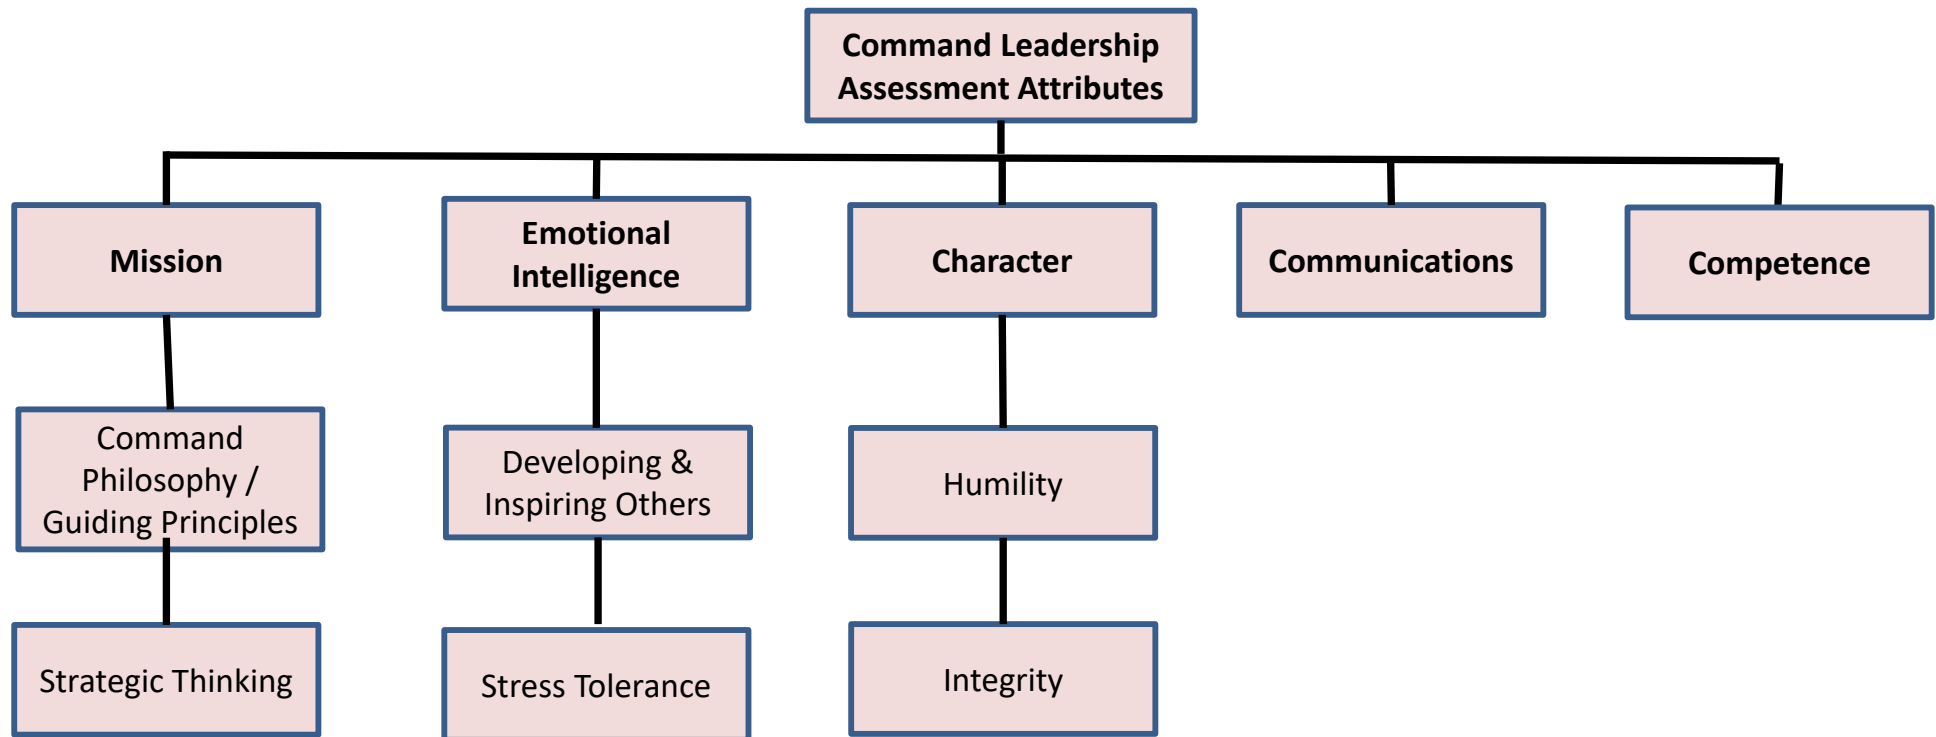 Command Leadership
Assessment Attributes
Mission
Emotional
Intelligence
Character
Communications
Competence
Command
Philosophy /
Guiding Principles
Developing &
Inspiring Others
Humility
Strategic Thinking
Stress Tolerance
Integrity